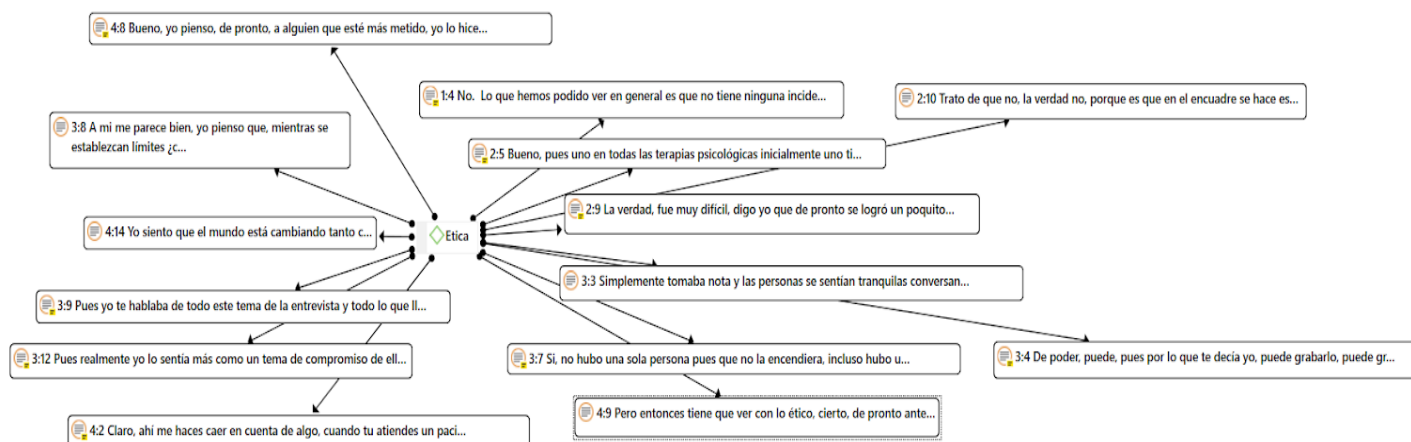 4:8 Bueno, yo pienso, de pronto, a alguien que esté más metido, yo lo hice...
1:4 No. Lo que hemos podido ver en general es que no tiene ninguna incide...
2:10 Trato de que no, la verdad no, porque es que en el encuadre se hace es...
3:8 A mi me parece bien, yo pienso que, mientras se
establezcan límites ¿c...
2:5 Bueno, pues uno en todas las terapias psicológicas inicialmente uno ti...
2:9 La verdad, fue muy difícil, digo yo que de pronto se logró un poquito...
4:14 Yo siento que el mundo está cambiando tanto c...
Etica
3:3 Simplemente tomaba nota y las personas se sentían tranquilas conversan...
3:9 Pues yo te hablaba de todo este tema de la entrevista y todo lo que ll...
3:12 Pues realmente yo lo sentía más como un tema de compromiso de ell...
3:7 Si, no hubo una sola persona pues que no la encendiera, incluso hubo u...
3:4 De poder, puede, pues por lo que te decía yo, puede grabarlo, puede gr...
4:9 Pero entonces tiene que ver con lo ético, cierto, de pronto ante...
4:2 Claro, ahí me haces caer en cuenta de algo, cuando tu atiendes un paci...